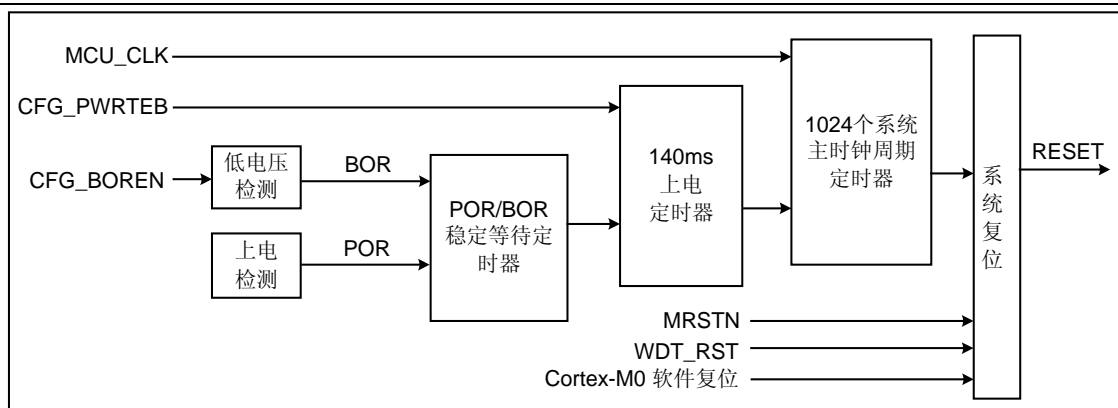 MCU_CLK
CFG_PWRTEB
CFG_BOREN
低电压
检测
BOR
上电
检测
POR
POR/BOR
稳定等待定
时器
140ms
上电
定时器
1024个系统
主时钟周期
定时器
系
统
复
位
RESET
MRSTN
WDT_RST
Cortex-M0 软件复位